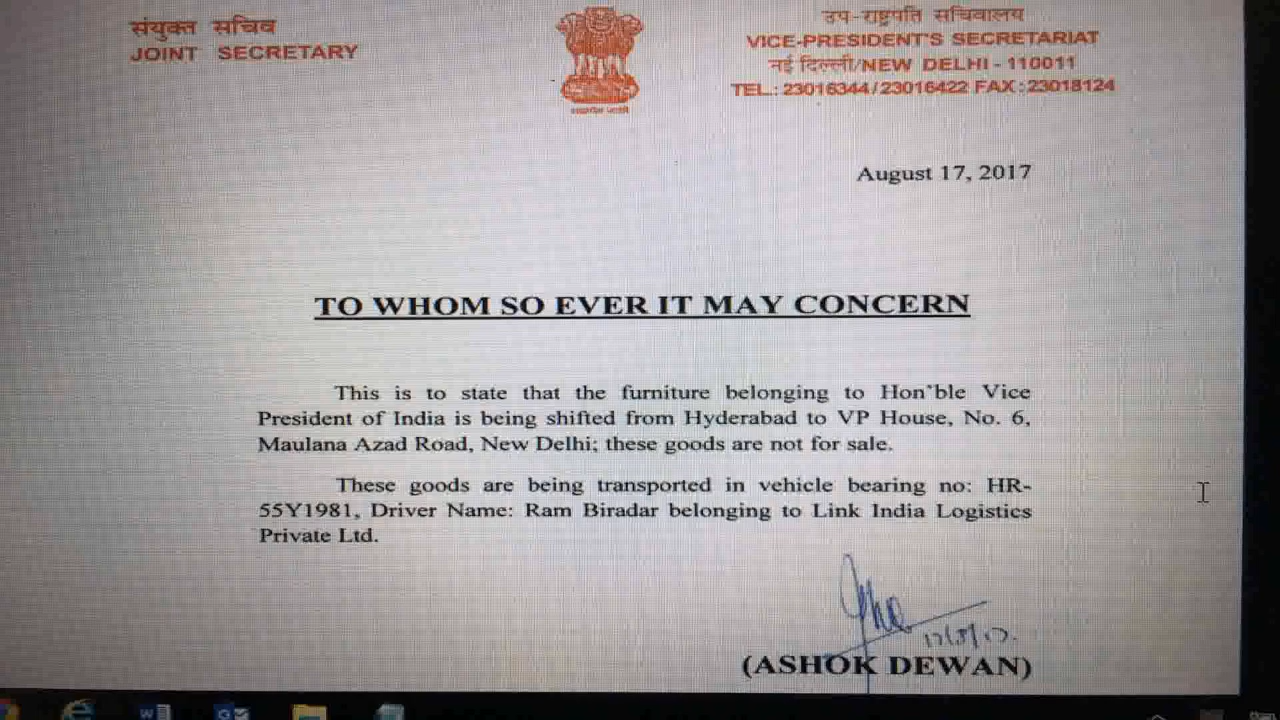 संयुक्त सचिव
JOINT SECRETARY
उप-राष्ट्रपति सचिवालय
VICE-PRESIDENT'S SECRETARIAT
नई दिल्ली/NEW DELHI - 110011
TEL.: 23016344/23016422 FAX : 23018124
August 17, 2017
TO WHOM SO EVER IT MAY CONCERN
This is to state that the furniture belonging to Hon'ble Vice
President of India is being shifted from Hyderabad to VP House, No. 6,
Maulana Azad Road, New Delhi; these goods are not for sale.
These goods are being transported in vehicle bearing no: HR-
55Y1981, Driver Name: Ram Biradar belonging to Link India Logistics
Private Ltd.
17/8/17.
(ASHOK DEWAN)